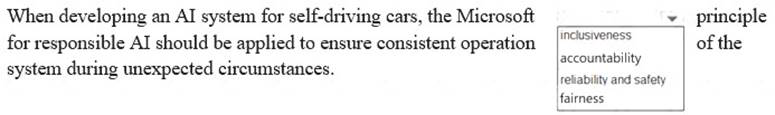 When developing an AI system for self-driving cars, the Microsoft principle
inclusiveness
for responsible AI should be applied to ensure consistent operation of the
accountability
system during unexpected circumstances.
reliability and safety
fairness